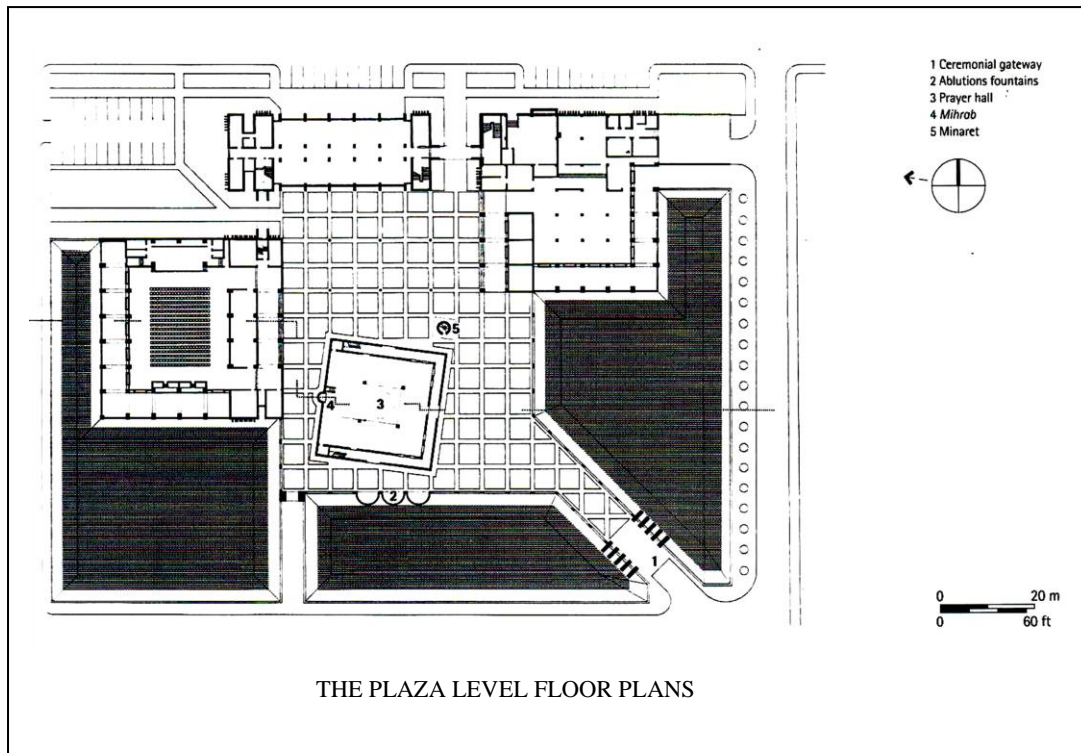 1 Ceremonial gateway
2 Ablutions fountains
3 Prayer hall
4 Mihrab
5 Minaret
5
4
3
2
1
0 20 m
0 60 ft
THE PLAZA LEVEL FLOOR PLANS